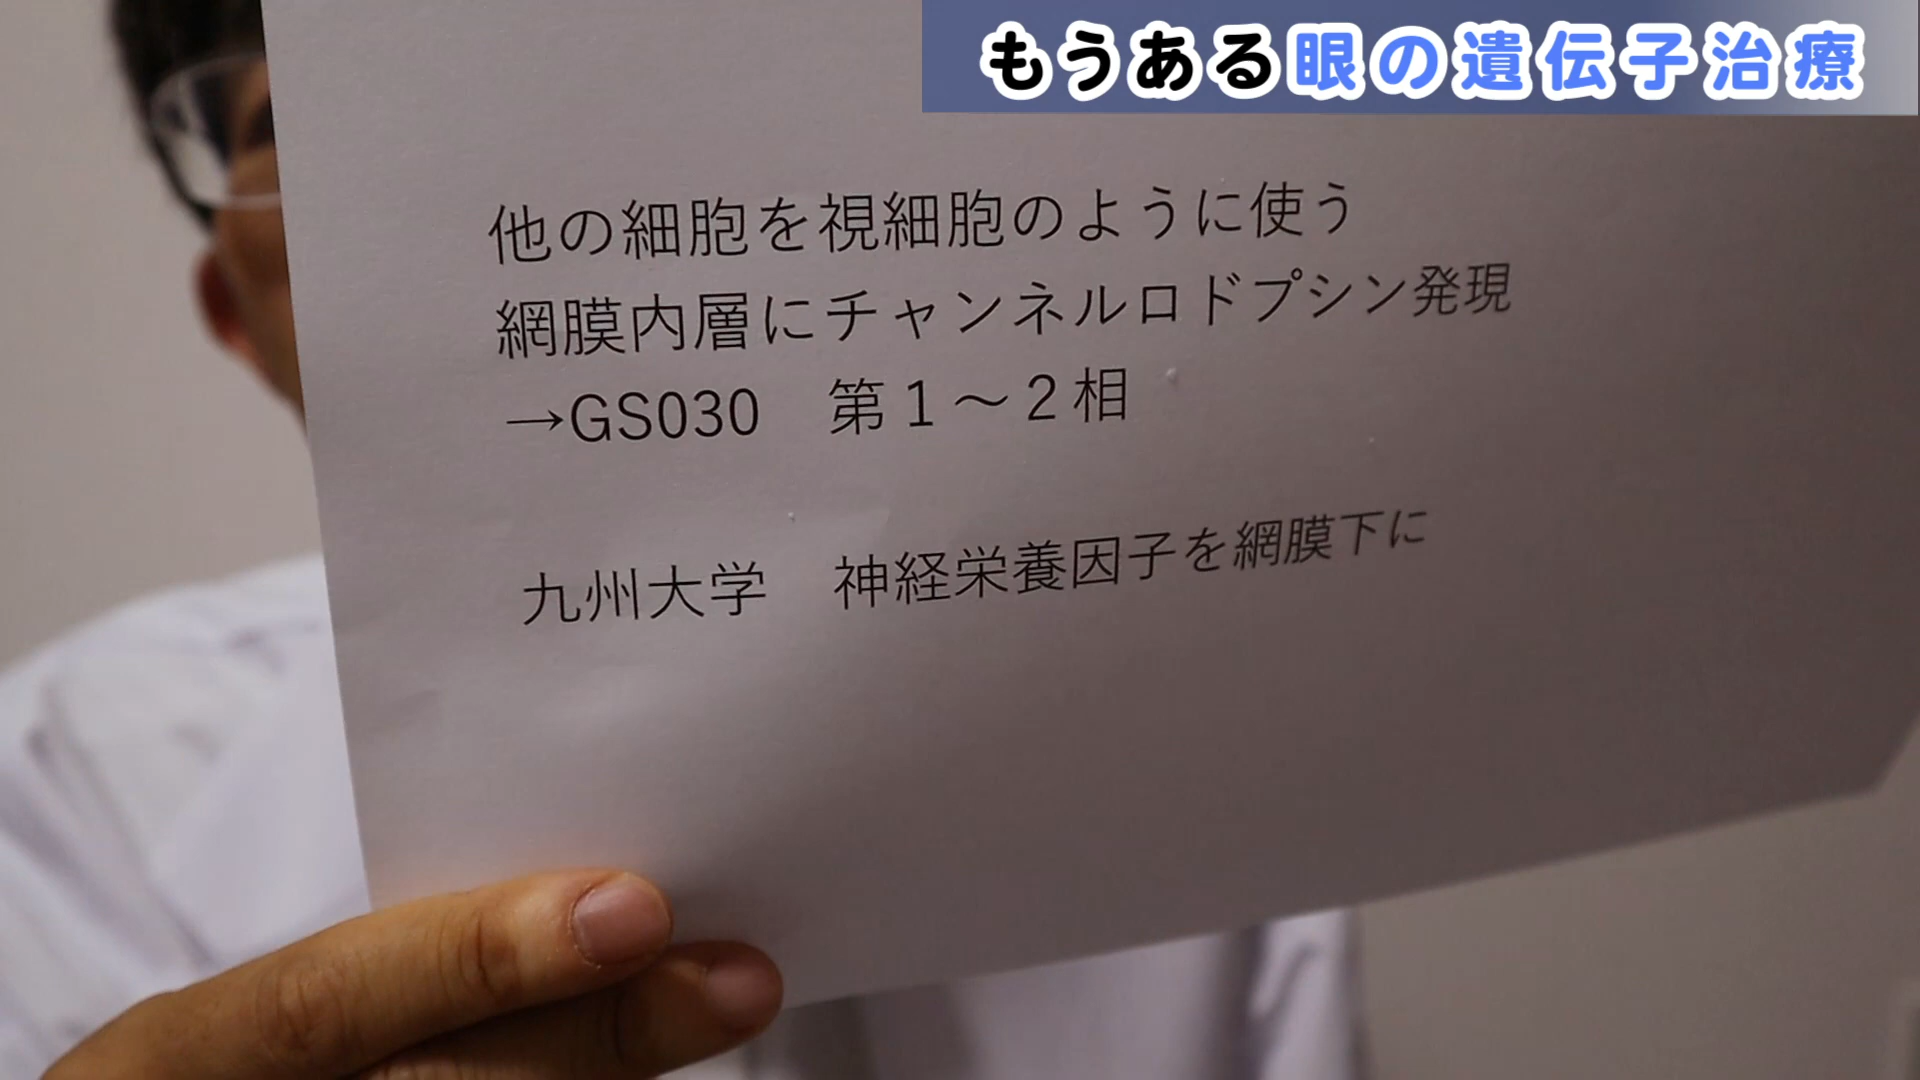 もうある眼の遺伝子治療
他の細胞を視細胞のように使う
網膜内層にチャンネルロドプシン発現
→GS030　第１～２相
九州大学　神経栄養因子を網膜下に